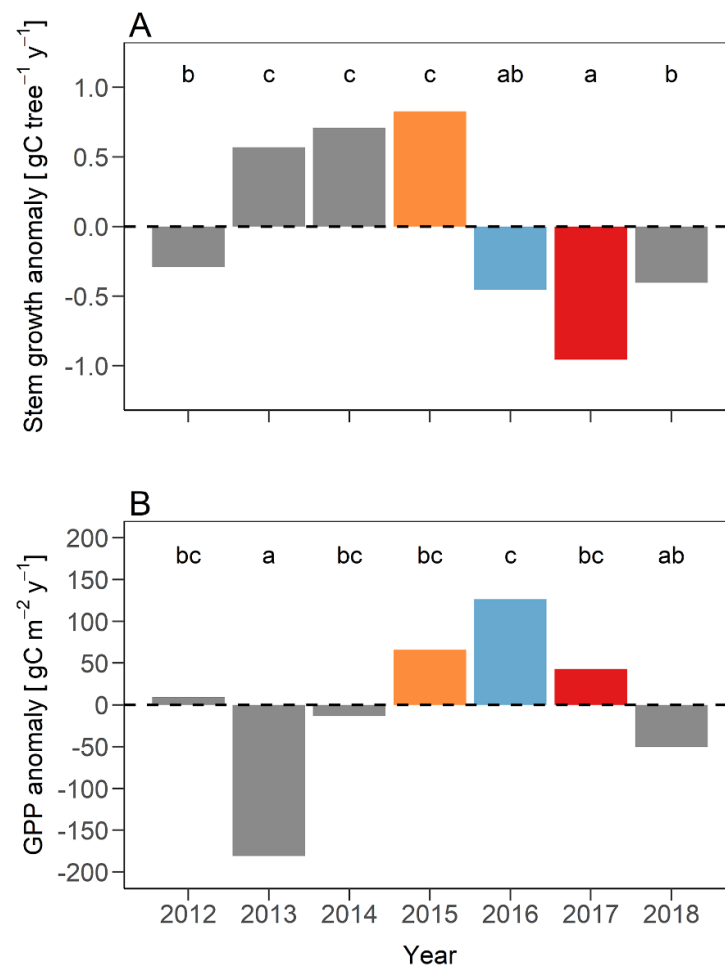 A
Stem growth anomaly [ gC tree⁻¹ y⁻¹ ]
b c c c ab a b
1.0
0.5
0.0
-0.5
-1.0
B
GPP anomaly [ gC m⁻² y⁻¹ ]
bc a bc bc c bc ab
200
150
100
50
0
-50
-100
-150
-200
2012 2013 2014 2015 2016 2017 2018
Year